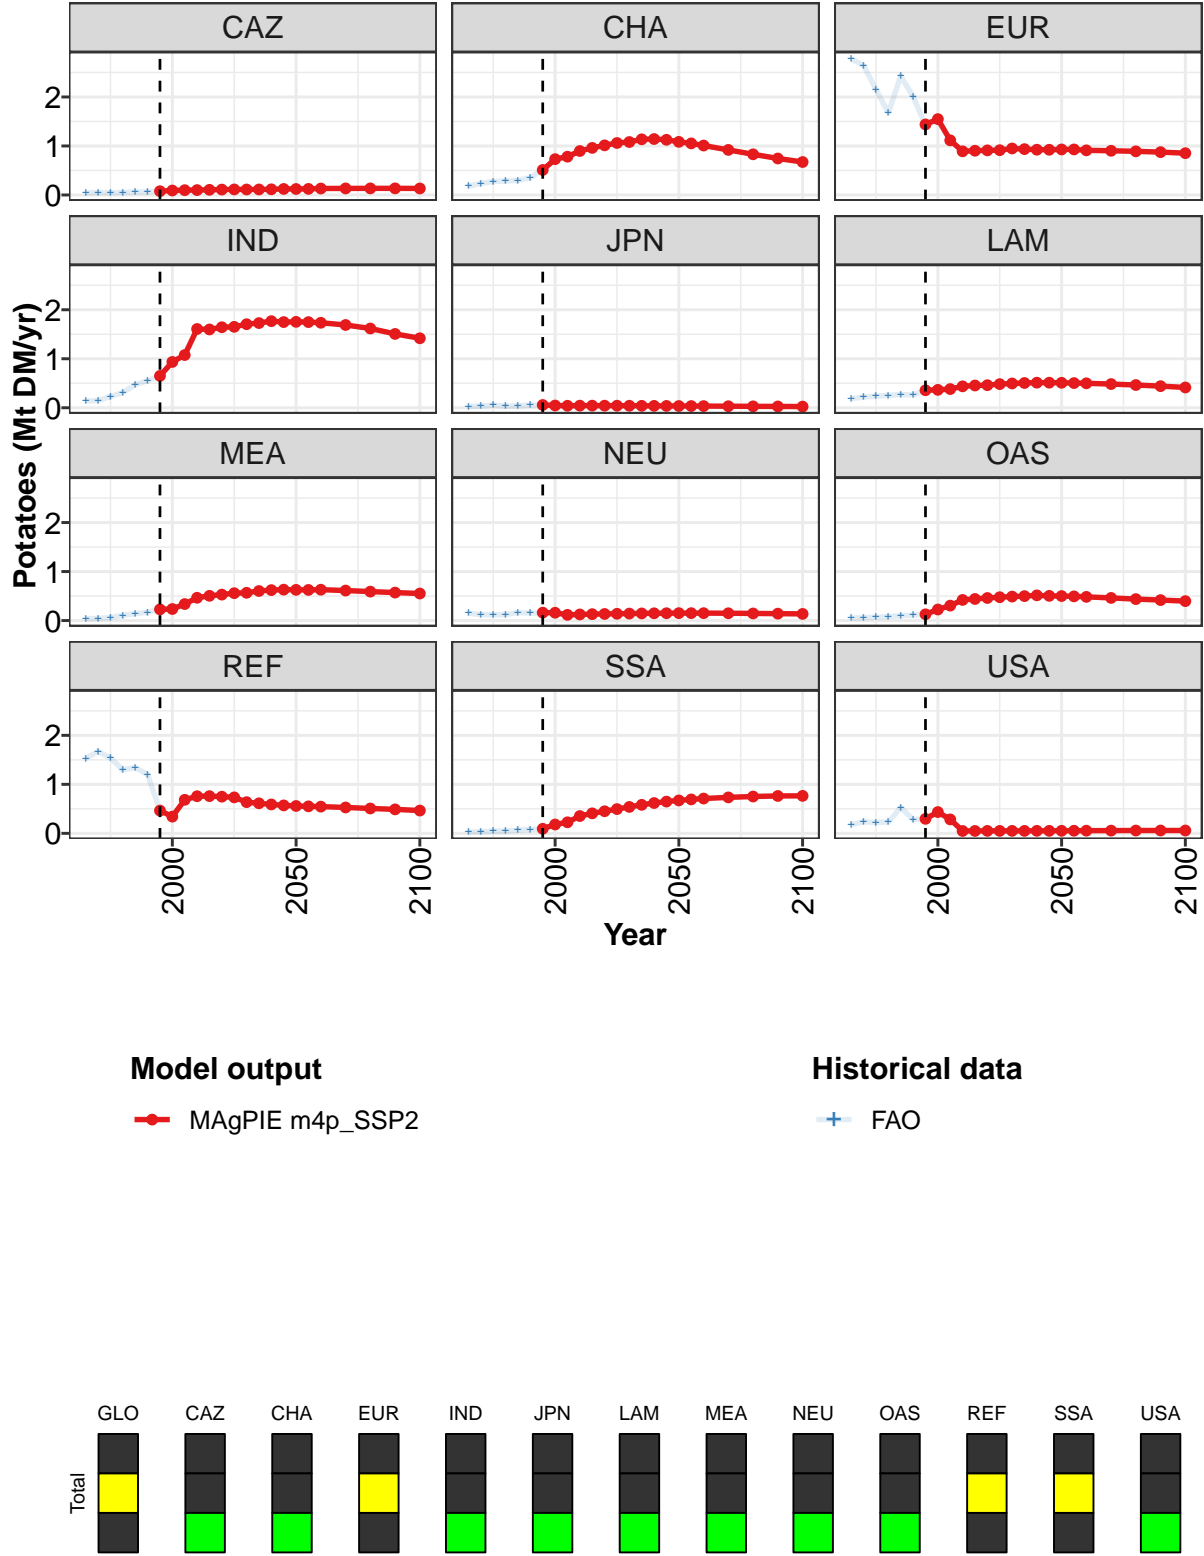 CAZ CHA EUR
2
1
0
IND JPN LAM
2
1
0
MEA NEU OAS
2
1
0
REF SSA USA
2
1
0
2000 2050 2100 2000 2050 2100 2000 2050 2100
Year
Potatoes (Mt DM/yr)
Model output Historical data
MAgPIE m4p_SSP2 FAO
GLO CAZ CHA EUR IND JPN LAM MEA NEU OAS REF SSA USA
Total